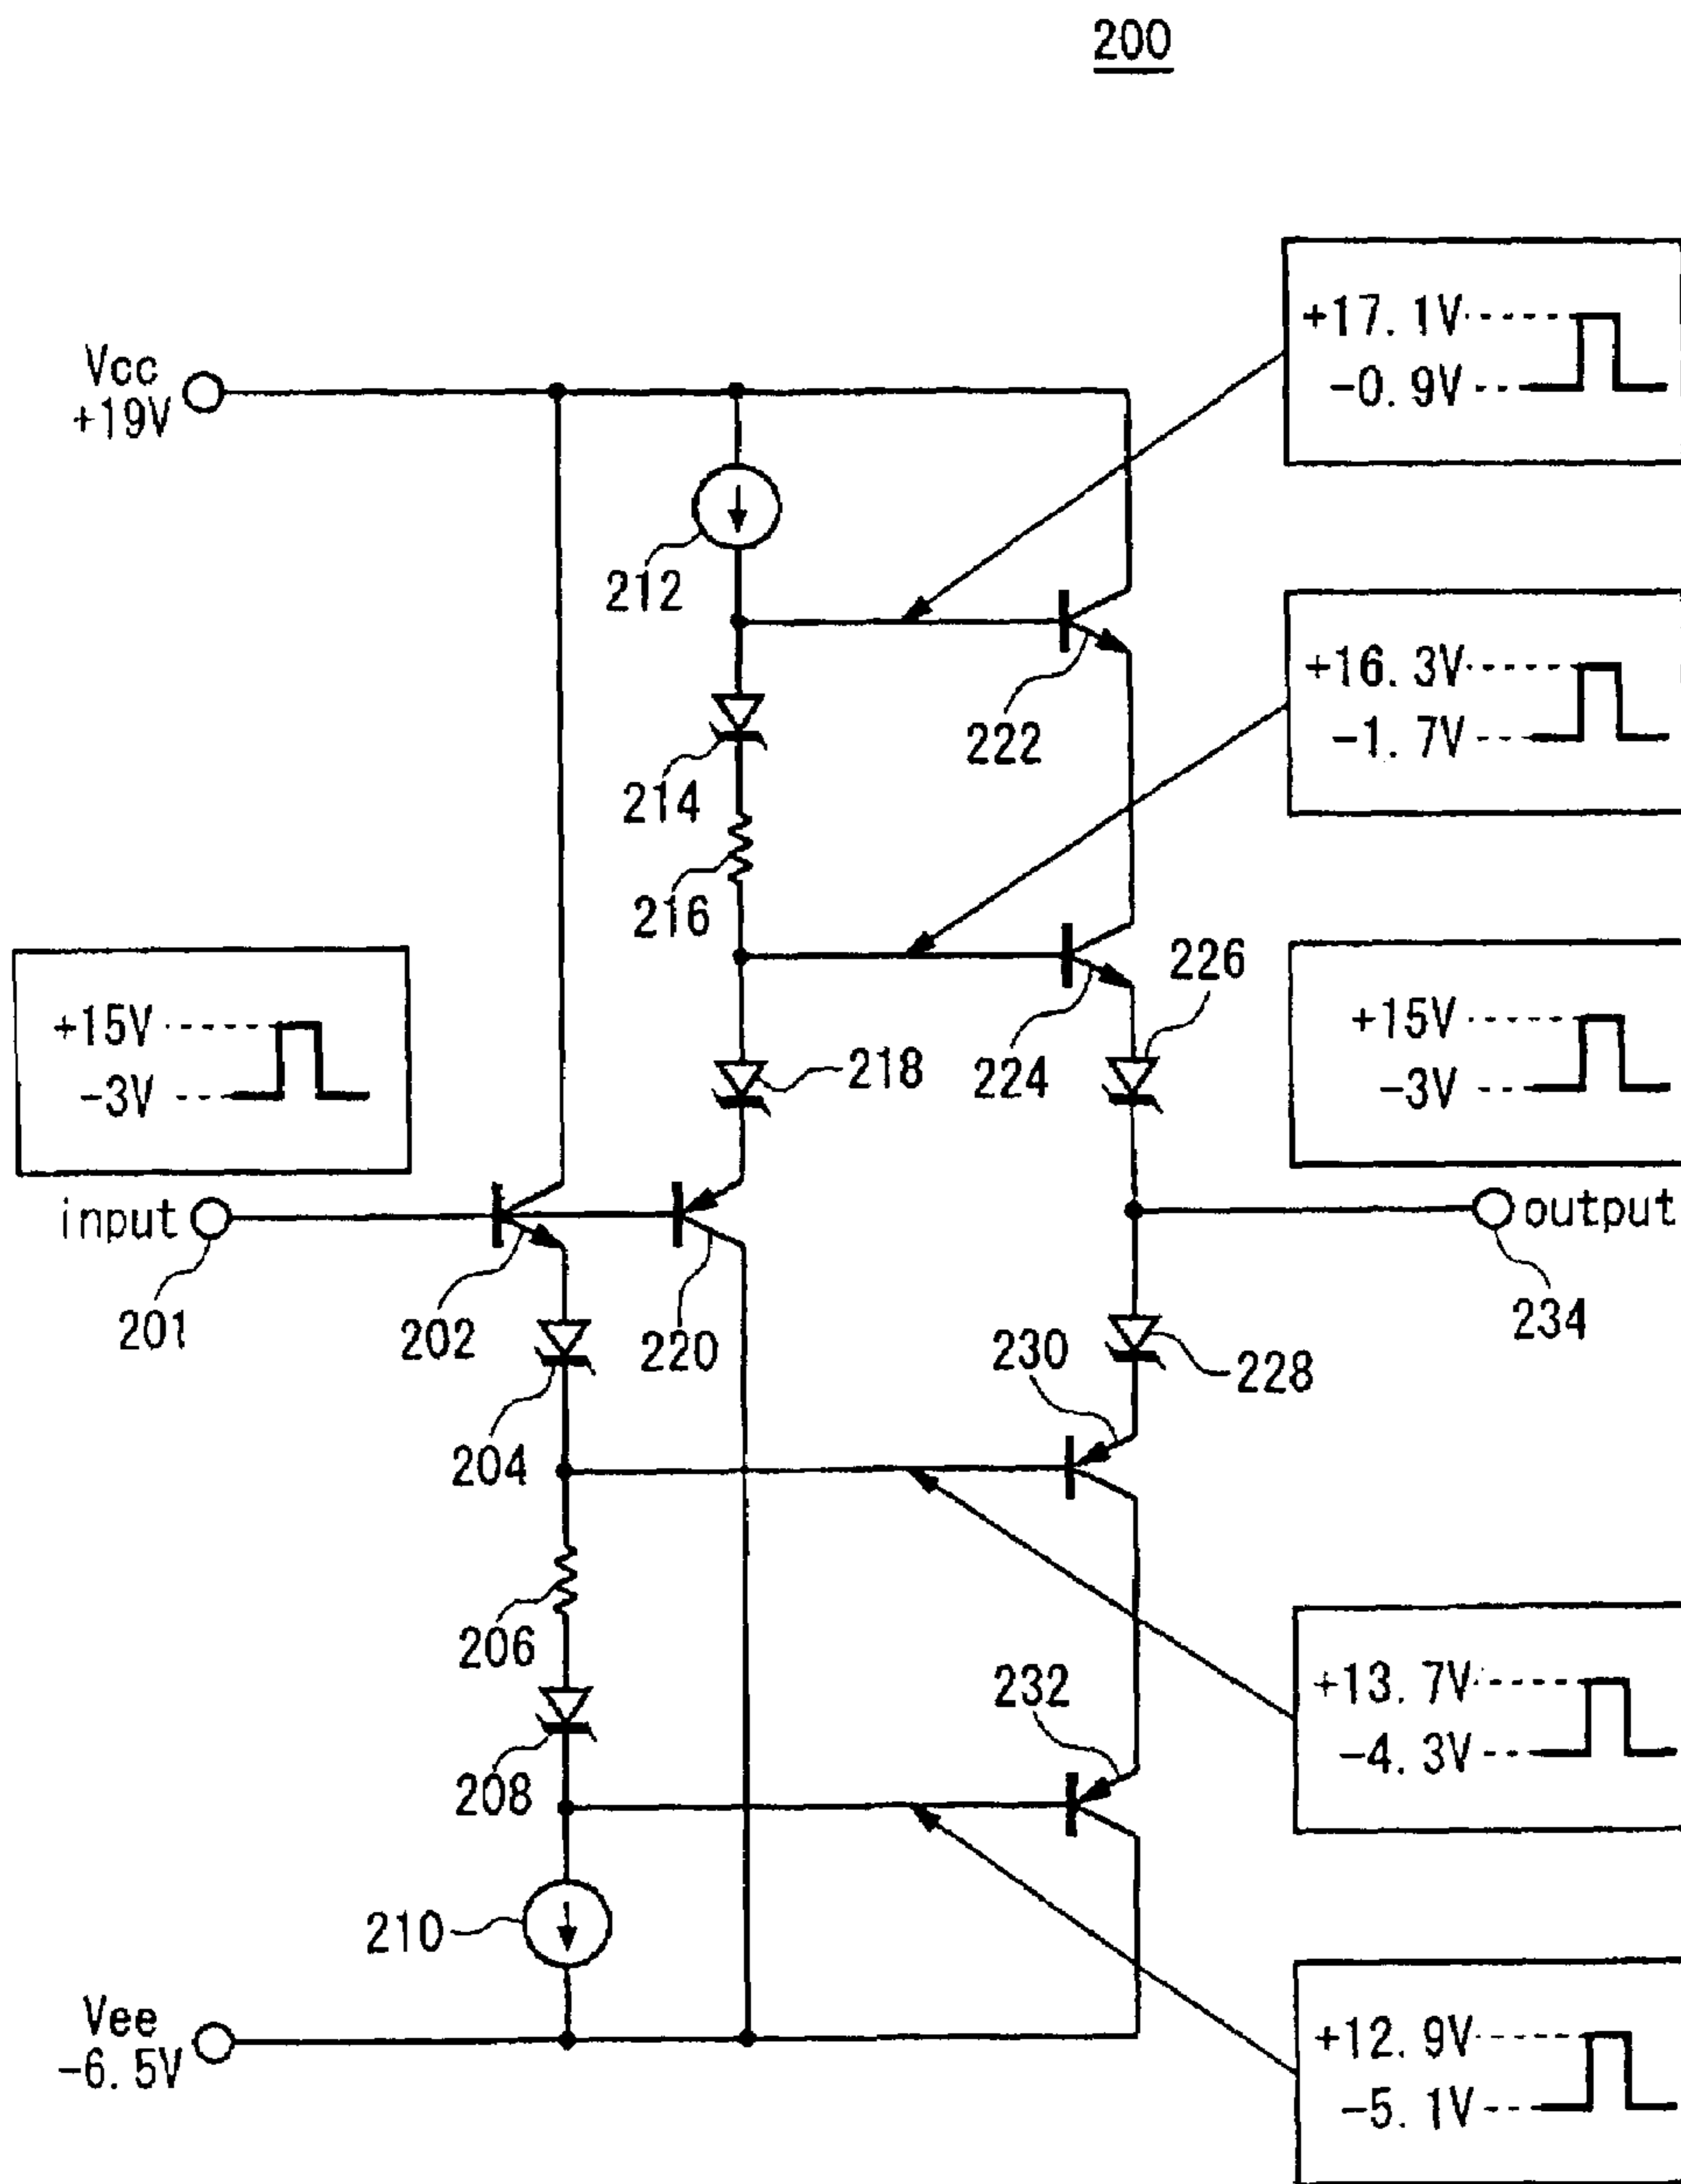 200
+17.1V
-0.9V
Vcc
+19V
212
+16.3V
-1.7V
222
214
216
226
+15V
-3V
+15V
-3V
218
224
input
output
201
202
220
230
234
228
204
206
232
+13.7V
-4.3V
208
210
Vee
-6.5V
+12.9V
-5.1V